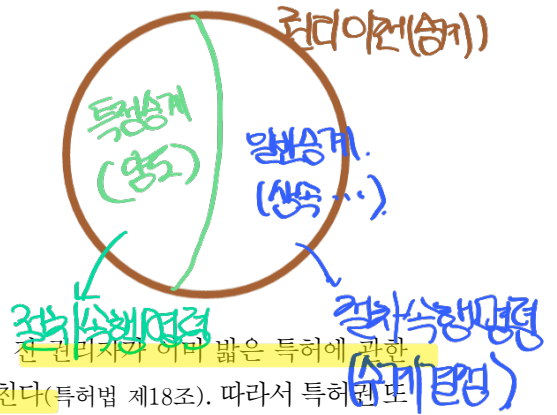 권리이전(승계)
특정승계
(양도)
일반승계.
(상속 …).
절차속행명령
절차속행명령
(수계절차)
전 권리자가 이미 밟은 특허에 관한
친다(특허법 제18조). 따라서 특허권 또